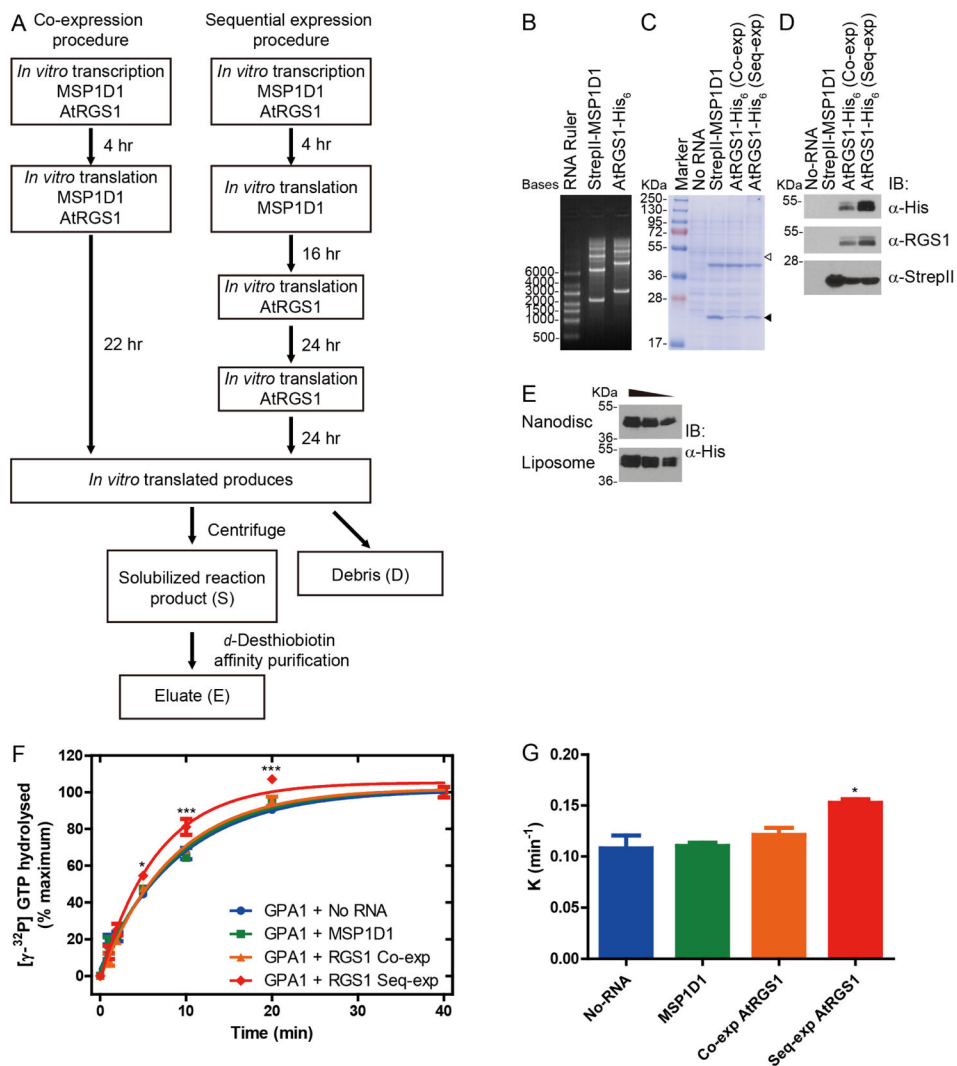 A
Co-expression
procedure
Sequential expression
procedure
In vitro transcription
MSP1D1
AtRGS1
In vitro transcription
MSP1D1
AtRGS1
4 hr
4 hr
In vitro translation
MSP1D1
AtRGS1
In vitro translation
MSP1D1
16 hr
In vitro translation
AtRGS1
22 hr
24 hr
In vitro translation
AtRGS1
24 hr
In vitro translated produces
Centrifuge
Solubilized reaction
product (S)
Debris (D)
d-Desthiobiotin
affinity purification
Eluate (E)
B
Bases
RNA Ruler
StrepII-MSP1D1
AtRGS1-His6
6000
4000
3000
2000
1500
1000
500
C
KDa
Marker
No RNA
StrepII-MSP1D1
AtRGS1-His6 (Co-exp)
AtRGS1-His6 (Seq-exp)
250
130
95
72
55
36
28
17
D
KDa
No-RNA
StrepII-MSP1D1
AtRGS1-His6 (Co-exp)
AtRGS1-His6 (Seq-exp)
IB:
55
α-His
36
55
α-RGS1
28
α-StrepII
E
KDa
55
Nanodisc
36
IB:
α-His
55
Liposome
36
F
[γ-32P] GTP hydrolysed
(% maximum)
120
100
80
60
40
20
0
*
***
***
GPA1 + No RNA
GPA1 + MSP1D1
GPA1 + RGS1 Co-exp
GPA1 + RGS1 Seq-exp
0
10
20
30
40
Time (min)
G
K (min-1)
0.20
0.15
0.10
0.05
0.00
*
No-RNA
MSP1D1
Co-exp AtRGS1
Seq-exp AtRGS1